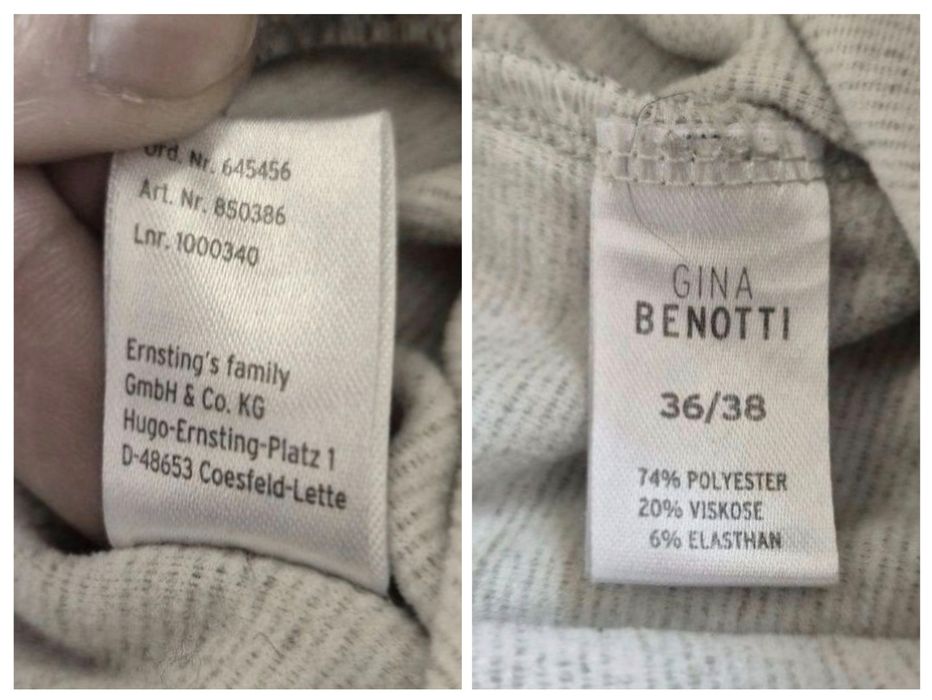 Ord. Nr. 645456
Art. Nr. 850386
Lnr. 1000340
Ernsting's family
GmbH & Co. KG
Hugo-Ernsting-Platz 1
D-48653 Coesfeld-Lette
GINA
BENOTTI
36/38
74% POLYESTER
20% VISKOSE
6% ELASTHAN